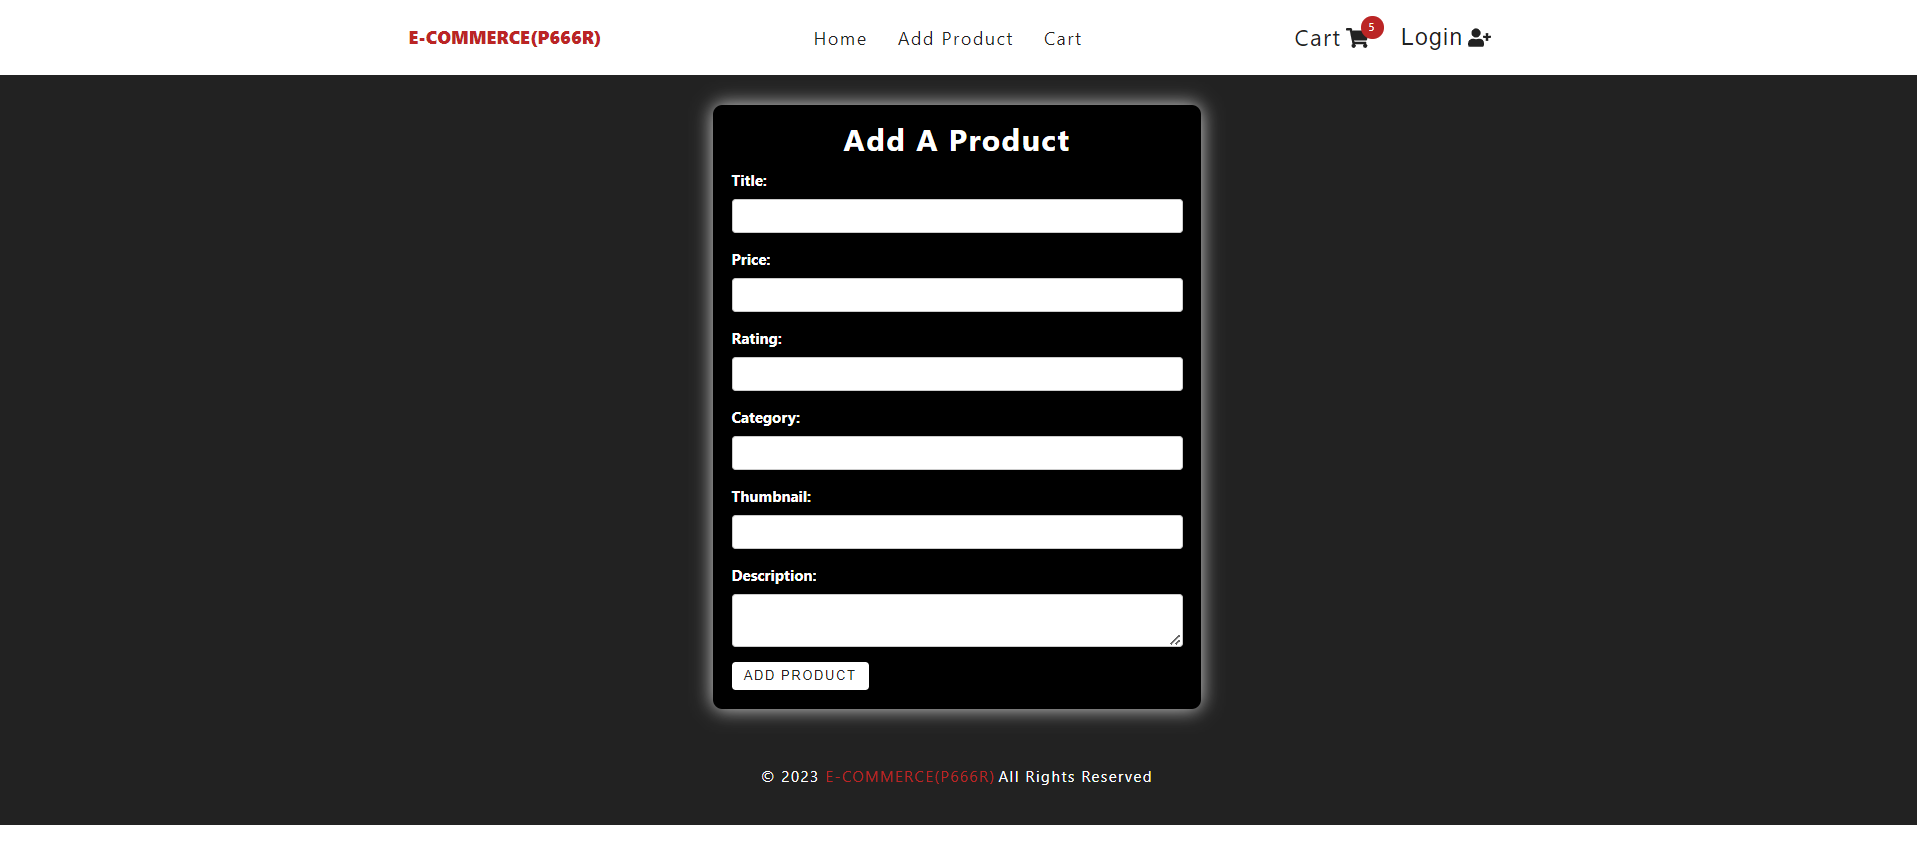 E-COMMERCE(P666R) Home Add Product Cart Cart 5 Login
Add A Product
Title:
Price:
Rating:
Category:
Thumbnail:
Description:
ADD PRODUCT
© 2023 E-COMMERCE(P666R) All Rights Reserved